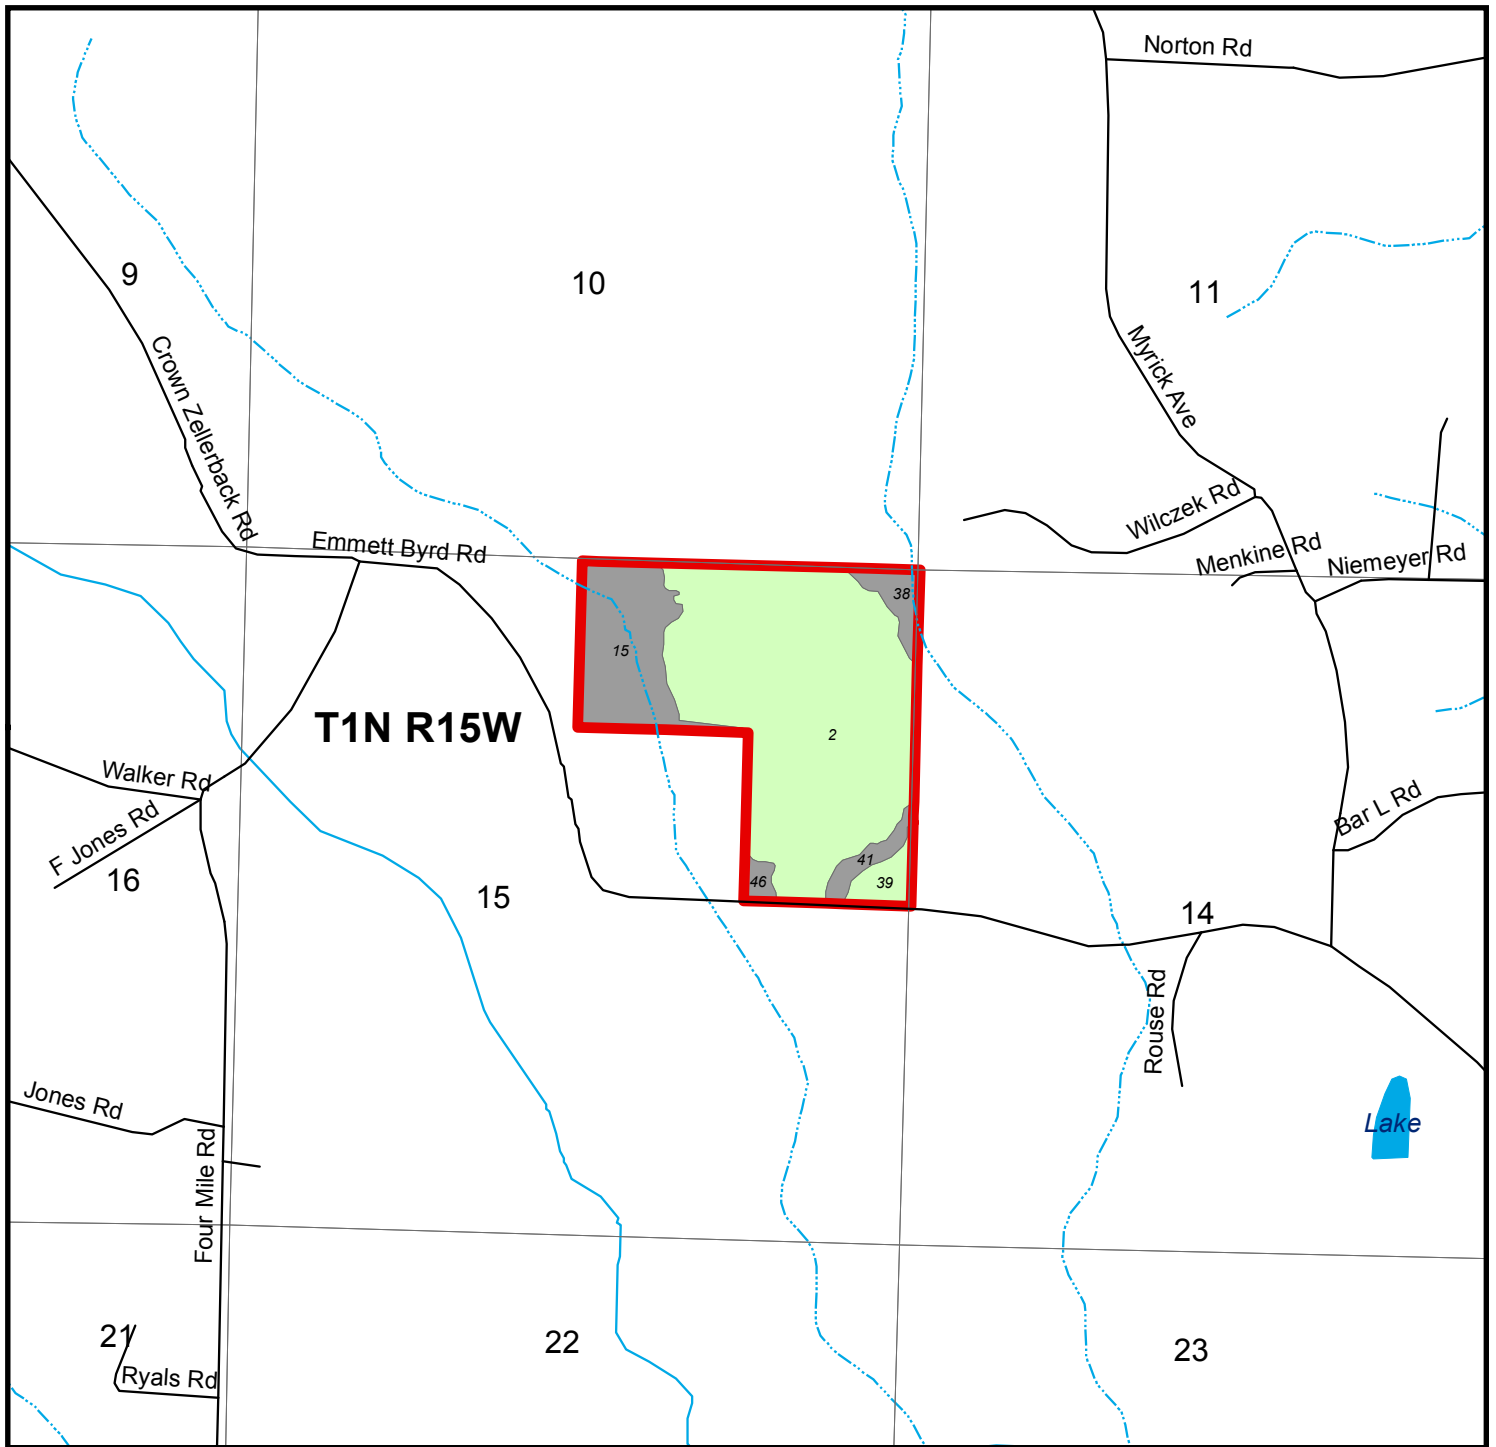 Norton Rd
9
10
11
Crown Zellerback Rd
Myrick Ave
Wilczek Rd
Emmett Byrd Rd
Menkine Rd
Niemeyer Rd
38
15
T1N R15W
2
Walker Rd
F Jones Rd
Bar L Rd
41
46
39
16
15
14
Rouse Rd
Jones Rd
Lake
Four Mile Rd
21
22
23
Ryals Rd